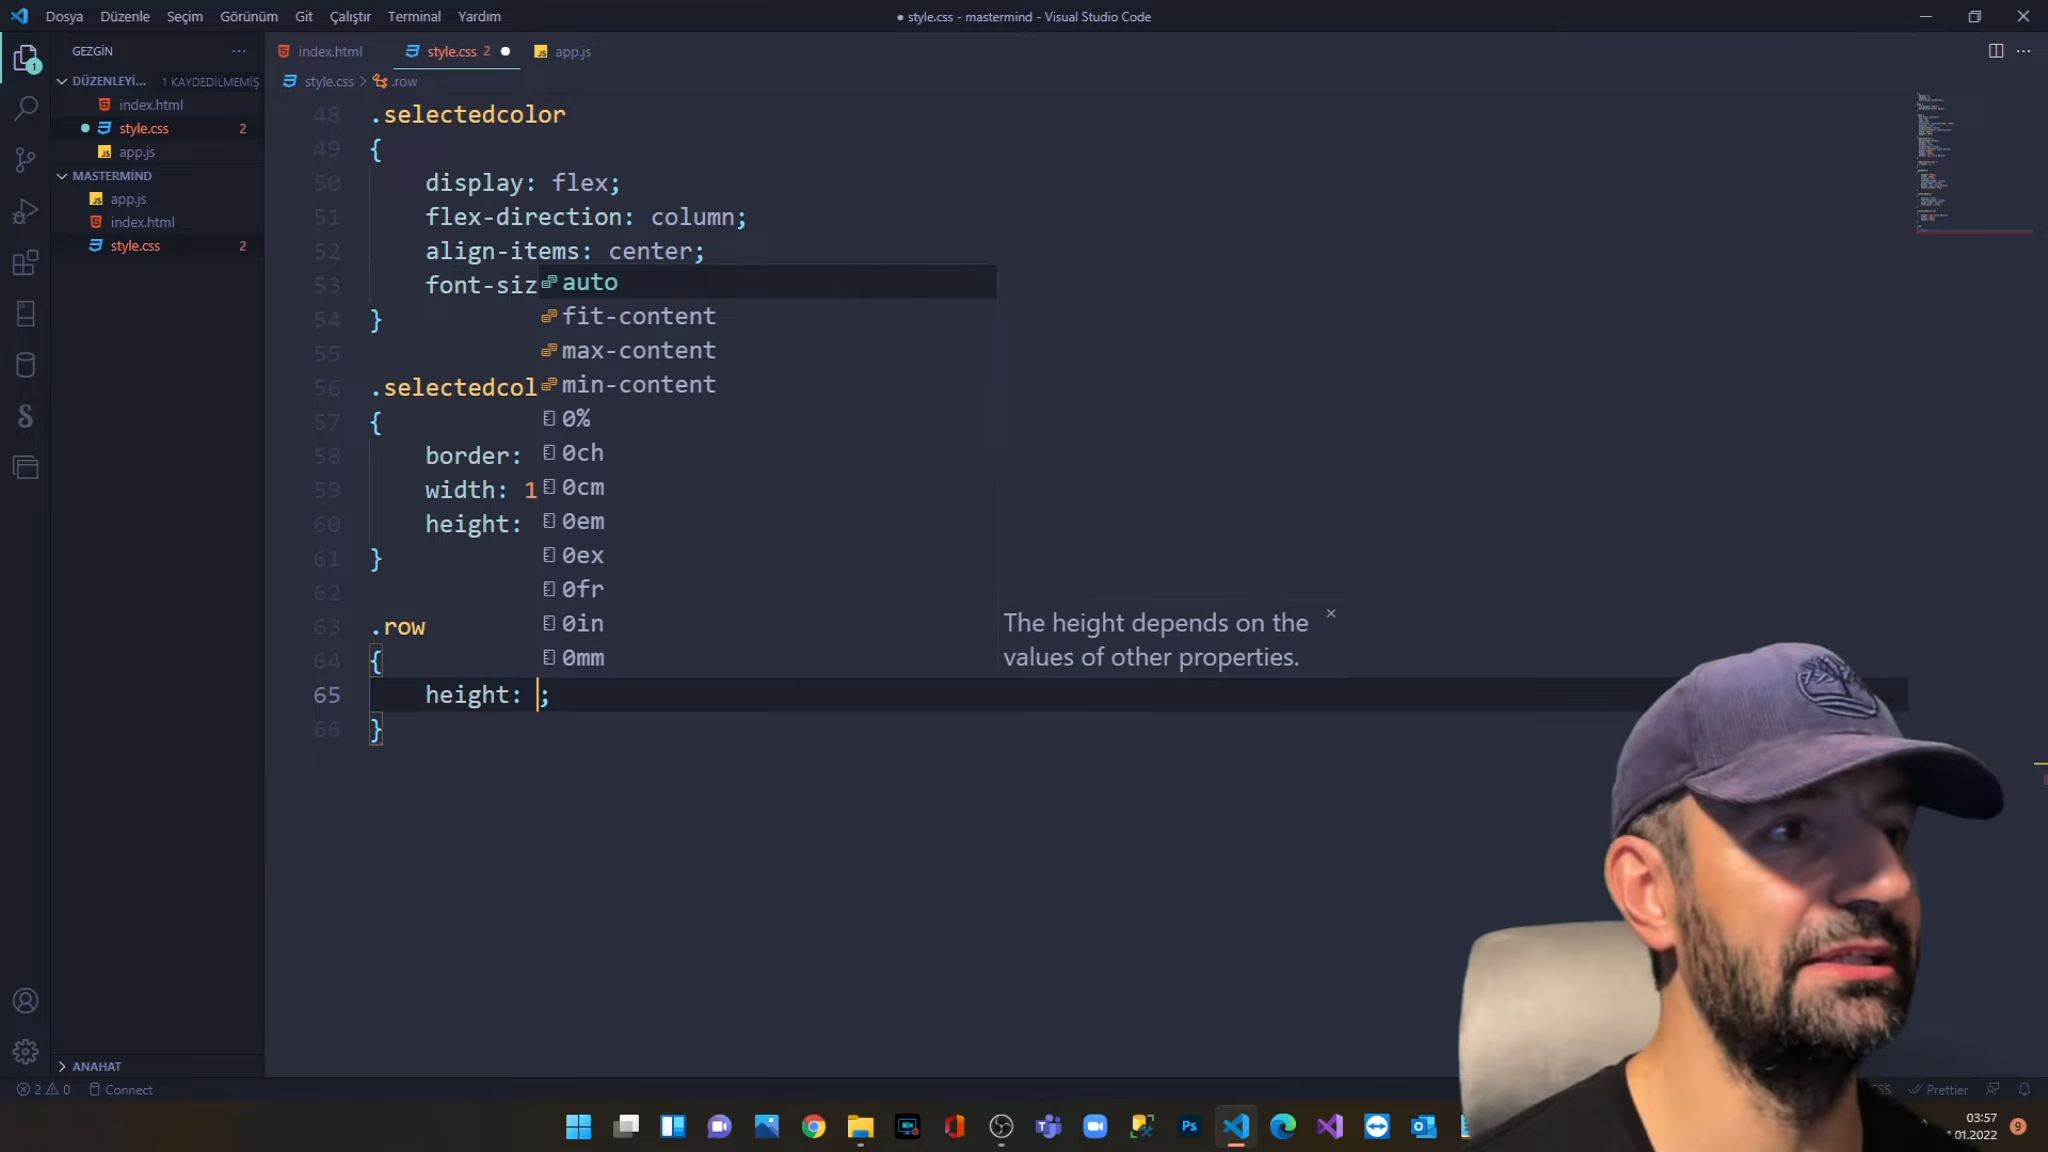 Dosya Düzenle Seçim Görünüm Git Çalıştır Terminal Yardım
● style.css - mastermind - Visual Studio Code
GEZGİN
DÜZENLEYİ... 1 KAYDEDİLMEMİŞ
index.html
style.css 2
app.js
MASTERMİND
app.js
index.html
style.css 2
ANAHAT
index.html style.css 2 app.js
style.css > .row
48 .selectedcolor
49 {
50 display: flex;
51 flex-direction: column;
52 align-items: center;
53 font-siz
54 }
55
56 .selectedcol
57 {
58 border:
59 width: 1
60 height:
61 }
62
63 .row
64 {
65 height: ;
66 }
auto
fit-content
max-content
min-content
0%
0ch
0cm
0em
0ex
0fr
0in
0mm
The height depends on the
values of other properties.
2 0 Connect
Prettier
03:57
.01.2022
9
Ps
1